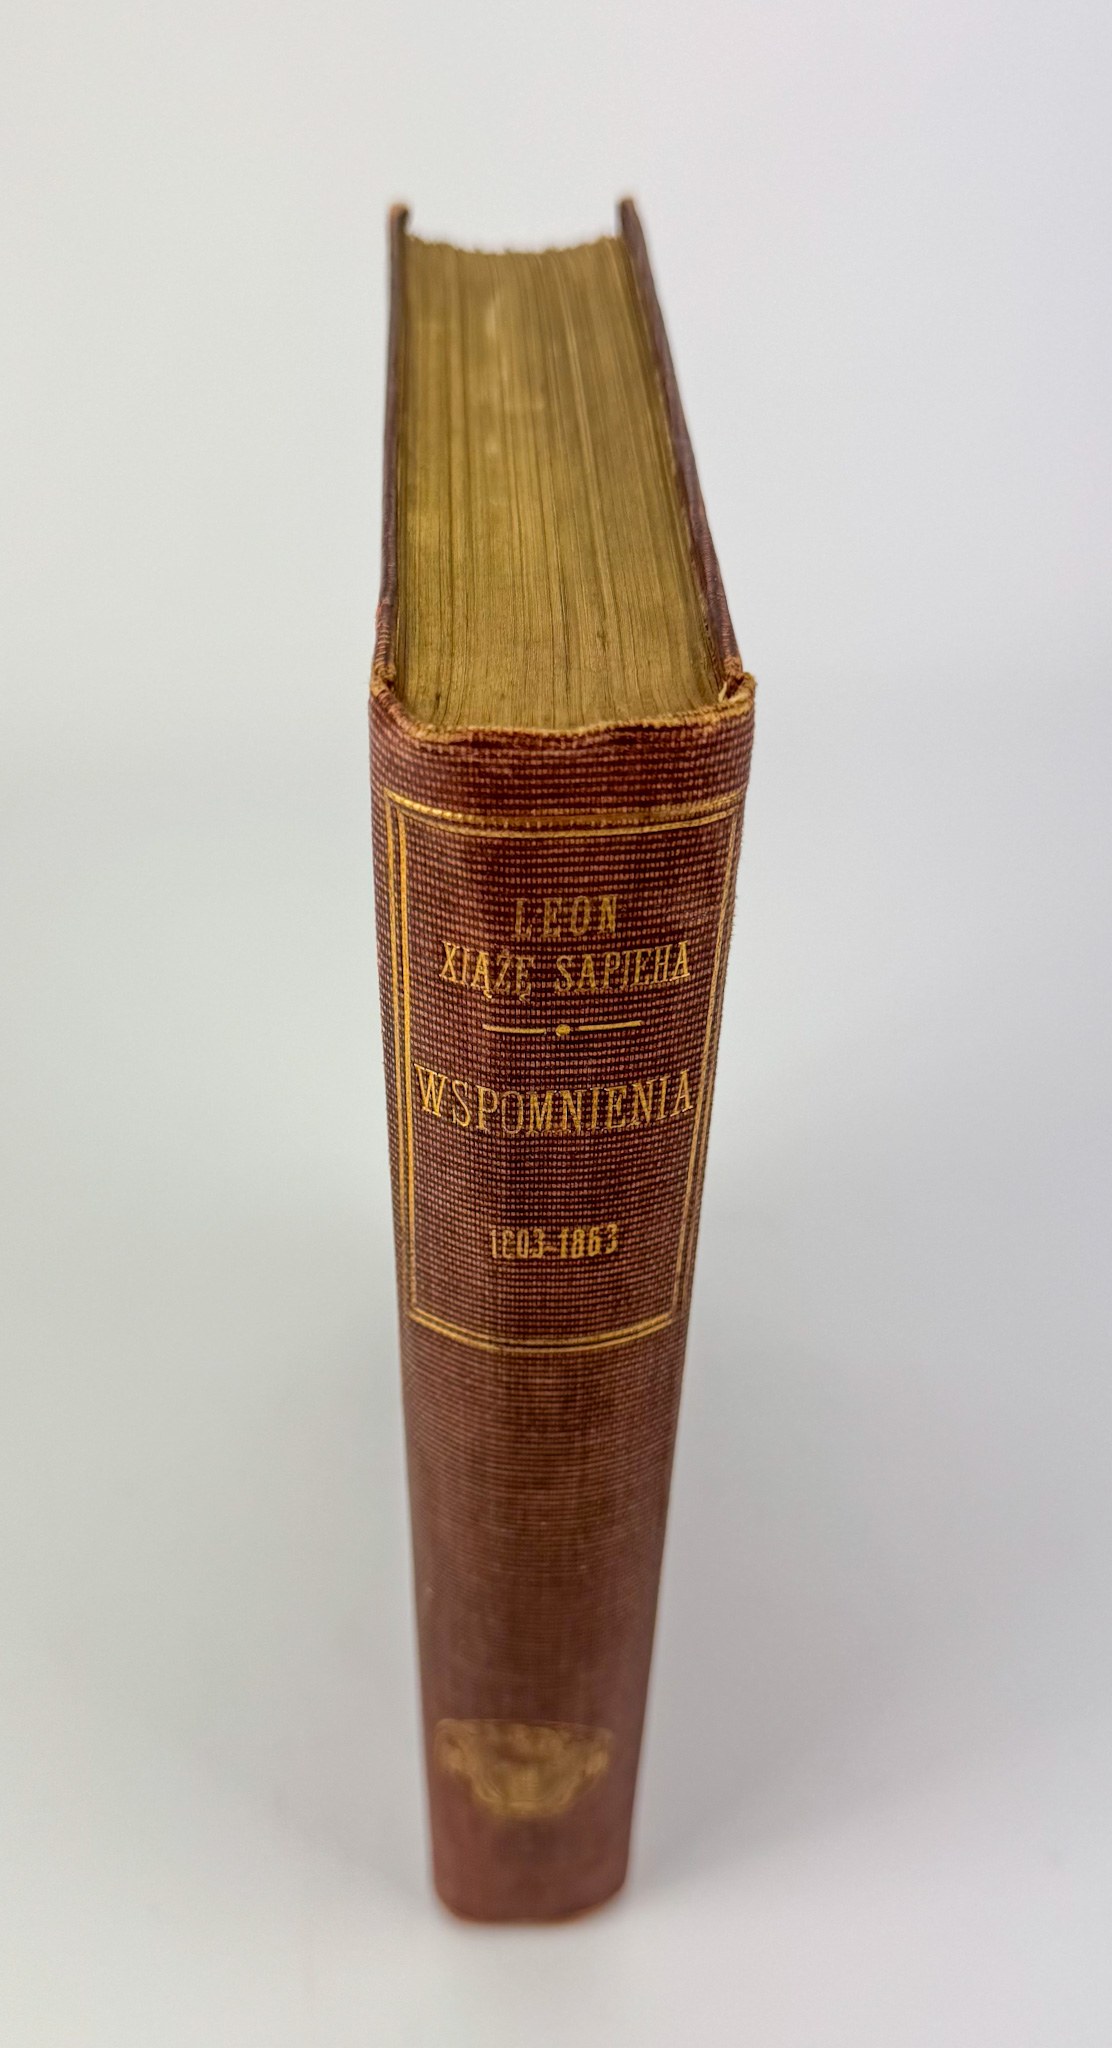 LEON
XIĄŻĘ SAPIEHA
WSPOMNIENIA
1803-1863